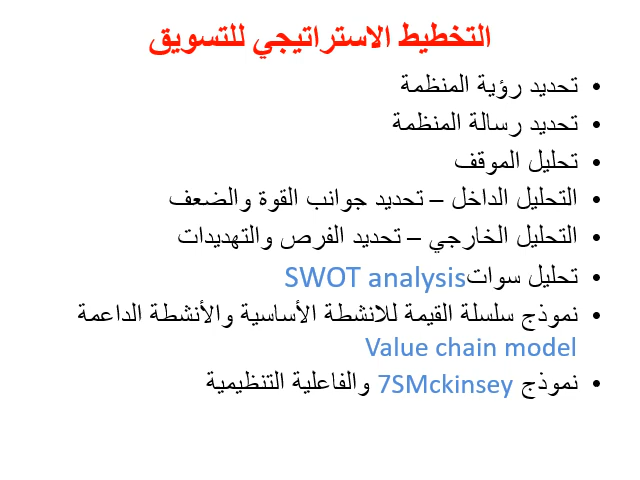 التخطيط الاستراتيجي للتسويق
• تحديد رؤية المنظمة
• تحديد رسالة المنظمة
• تحليل الموقف
• التحليل الداخل – تحديد جوانب القوة والضعف
• التحليل الخارجي – تحديد الفرص والتهديدات
• تحليل سوات SWOT analysis
• نموذج سلسلة القيمة للانشطة الأساسية والأنشطة الداعمة
Value chain model
• نموذج 7SMckinsey والفاعلية التنظيمية